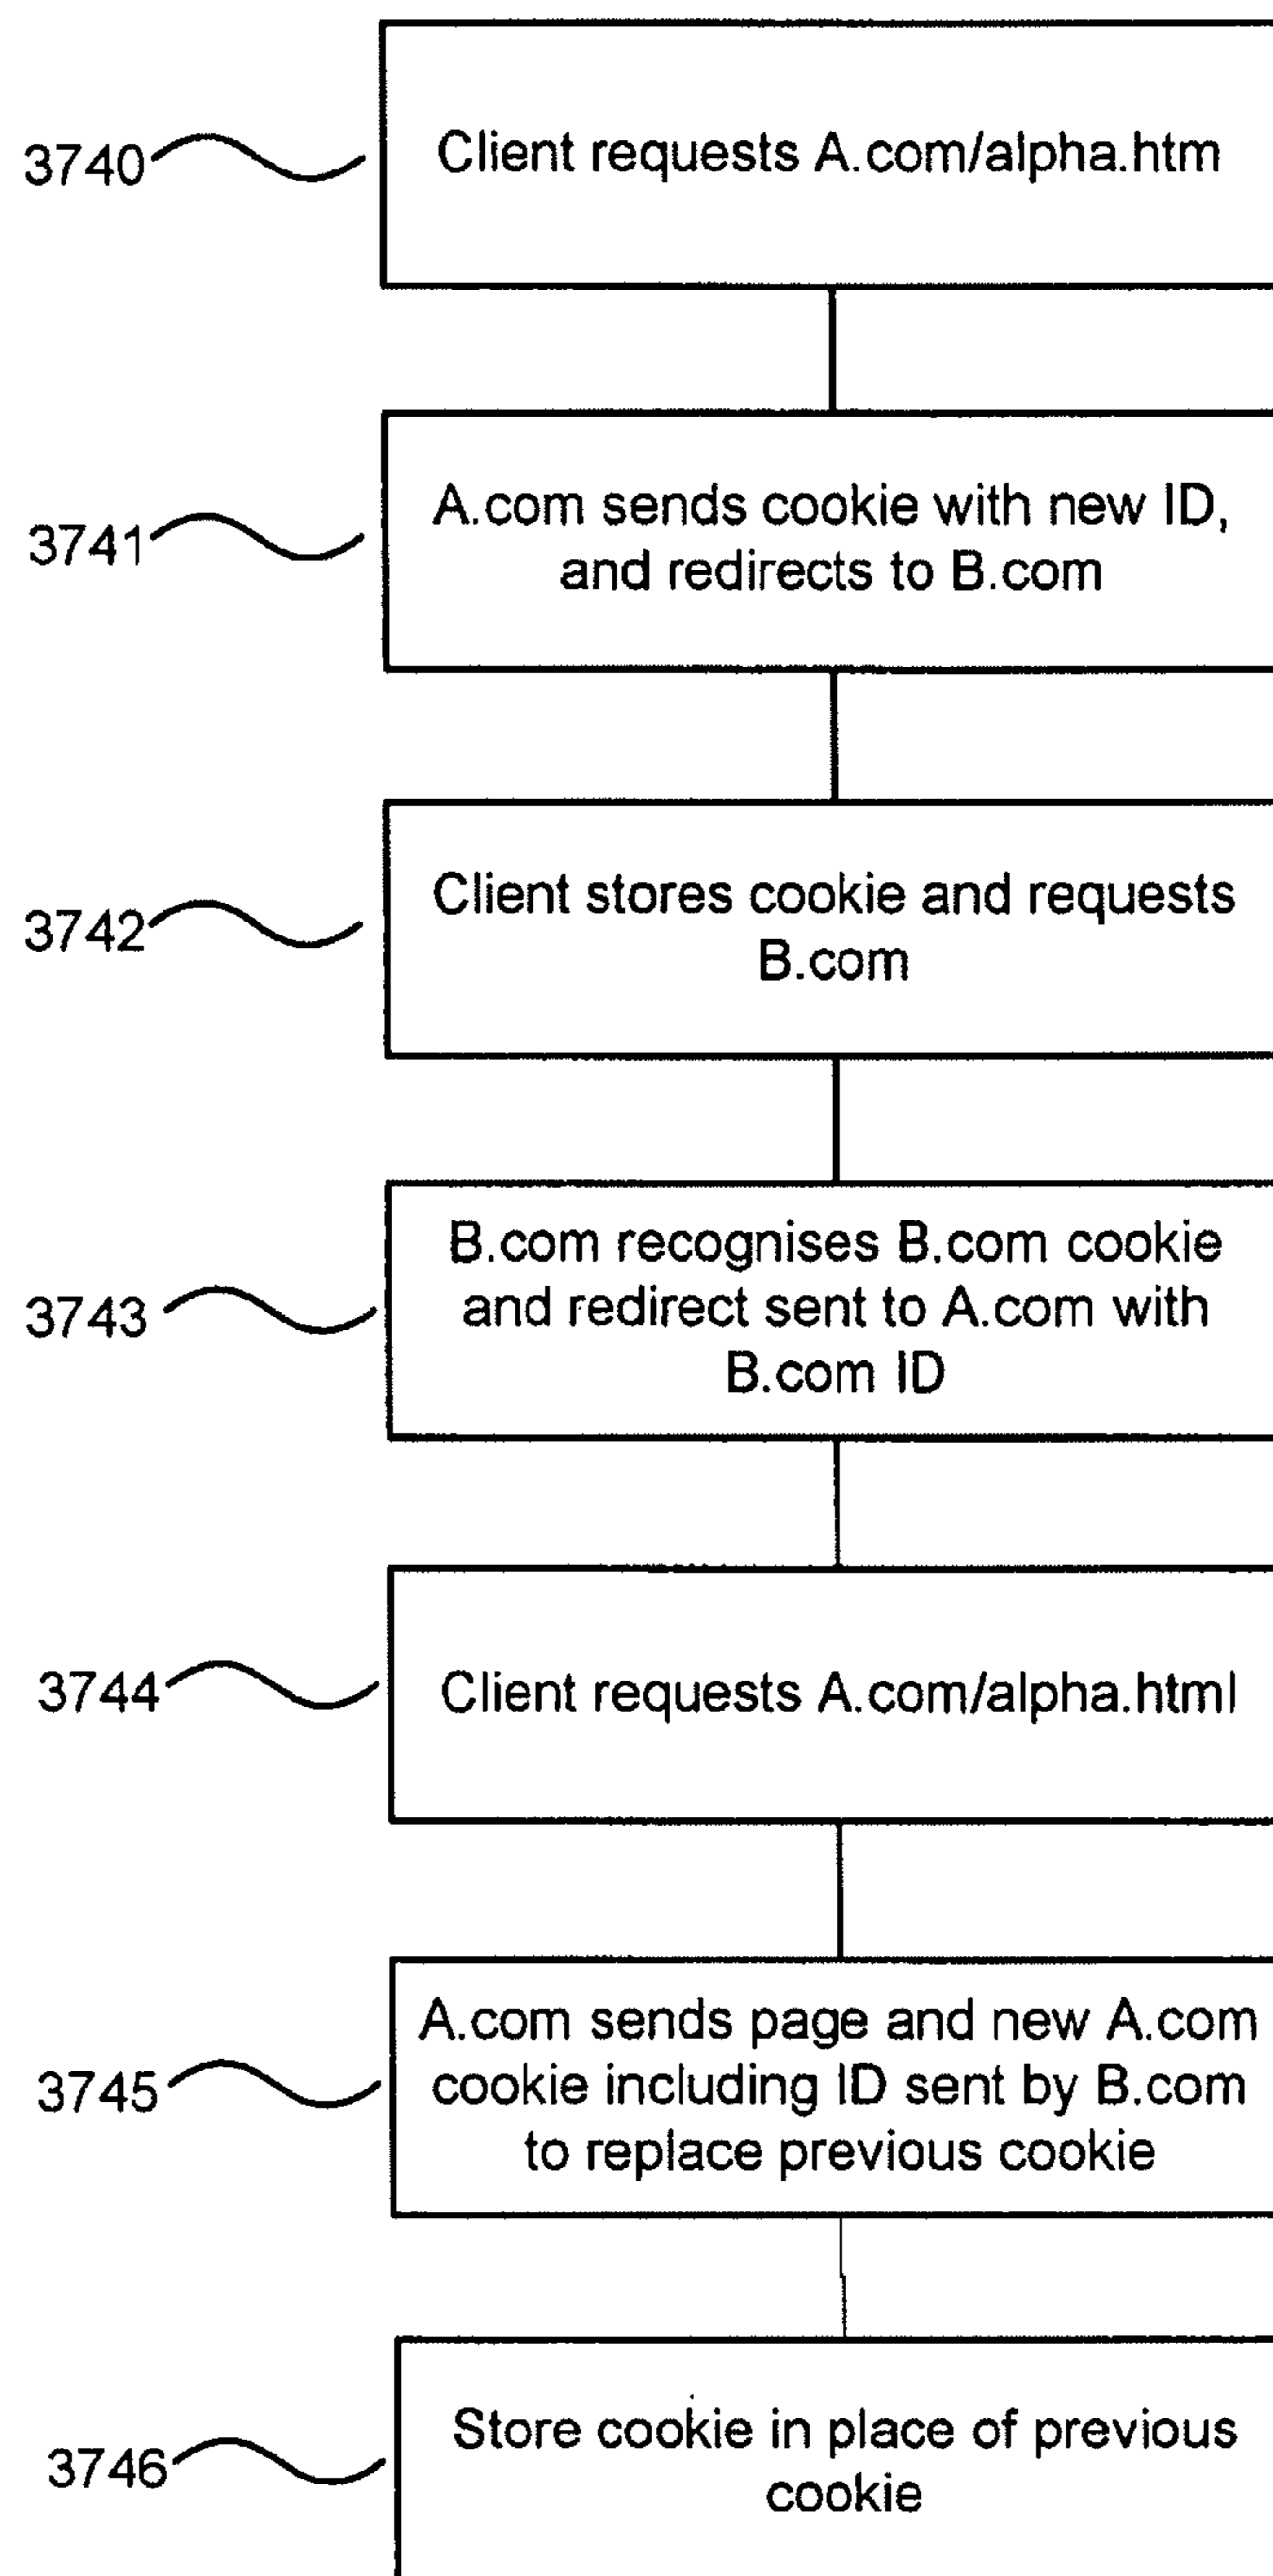 3740
Client requests A.com/alpha.htm
3741
A.com sends cookie with new ID,
and redirects to B.com
3742
Client stores cookie and requests
B.com
3743
B.com recognises B.com cookie
and redirect sent to A.com with
B.com ID
3744
Client requests A.com/alpha.html
3745
A.com sends page and new A.com
cookie including ID sent by B.com
to replace previous cookie
3746
Store cookie in place of previous
cookie